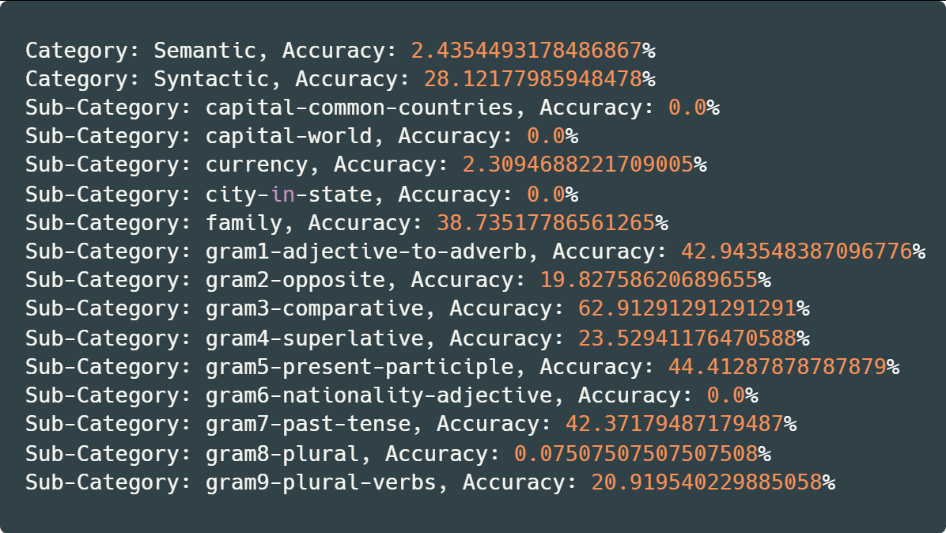 Category: Semantic, Accuracy: 2.4354493178486867%
Category: Syntactic, Accuracy: 28.12177985948478%
Sub-Category: capital-common-countries, Accuracy: 0.0%
Sub-Category: capital-world, Accuracy: 0.0%
Sub-Category: currency, Accuracy: 2.3094688221709005%
Sub-Category: city-in-state, Accuracy: 0.0%
Sub-Category: family, Accuracy: 38.73517786561265%
Sub-Category: gram1-adjective-to-adverb, Accuracy: 42.943548387096776%
Sub-Category: gram2-opposite, Accuracy: 19.82758620689655%
Sub-Category: gram3-comparative, Accuracy: 62.91291291291291%
Sub-Category: gram4-superlative, Accuracy: 23.52941176470588%
Sub-Category: gram5-present-participle, Accuracy: 44.41287878787879%
Sub-Category: gram6-nationality-adjective, Accuracy: 0.0%
Sub-Category: gram7-past-tense, Accuracy: 42.37179487179487%
Sub-Category: gram8-plural, Accuracy: 0.07507507507507508%
Sub-Category: gram9-plural-verbs, Accuracy: 20.919540229885058%